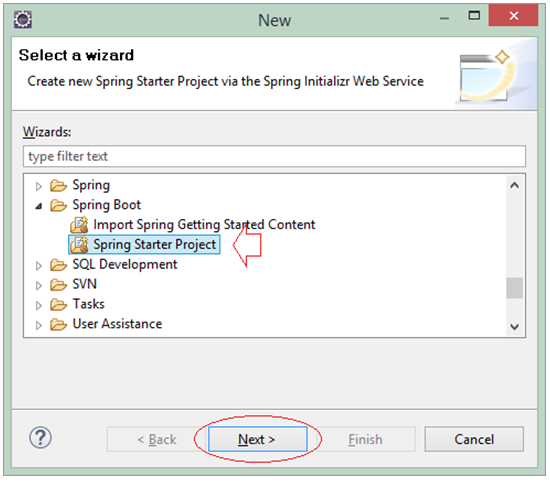 New
Select a wizard
Create new Spring Starter Project via the Spring Initializr Web Service
Wizards:
type filter text
Spring
Spring Boot
Import Spring Getting Started Content
Spring Starter Project
SQL Development
SVN
Tasks
User Assistance
? < Back Next > Finish Cancel